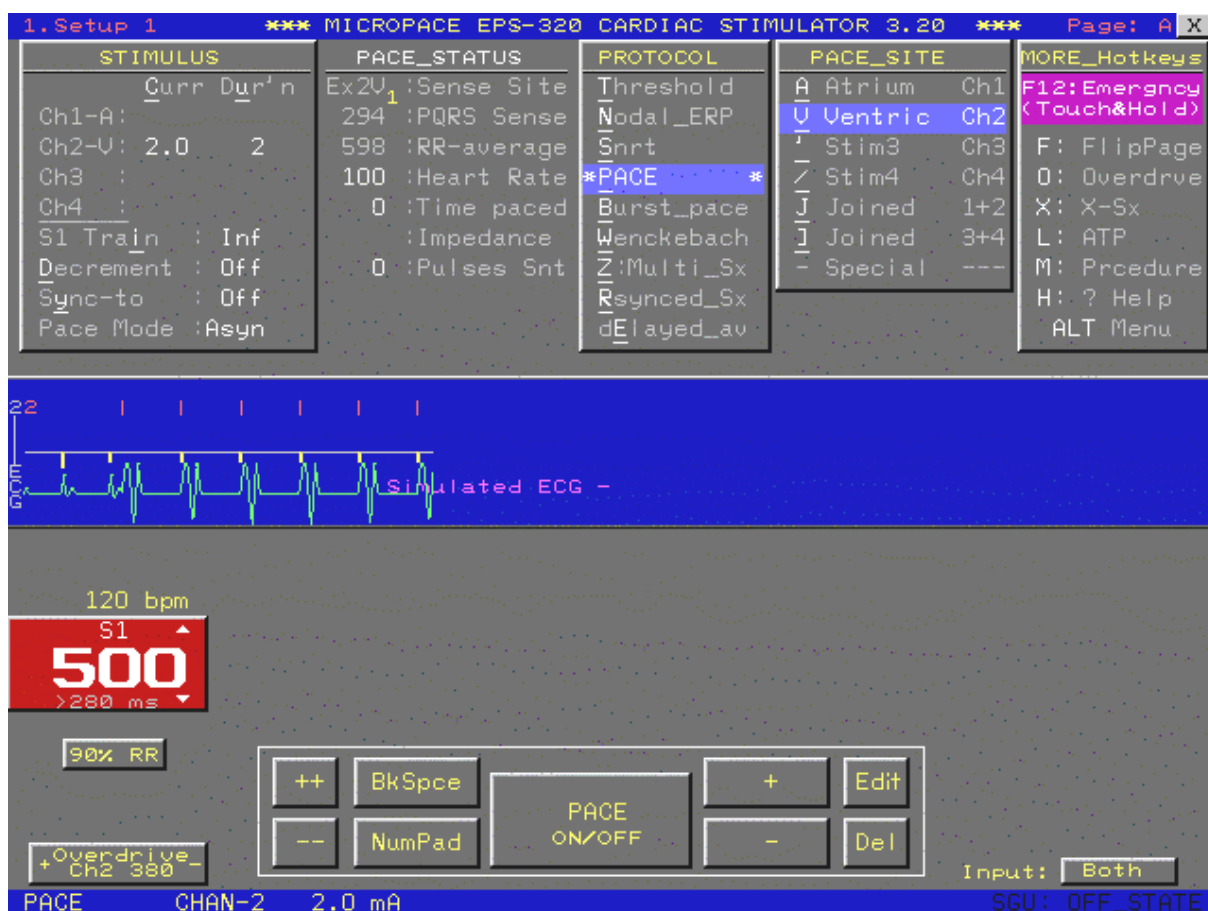 1.Setup 1 *** MICROPACE EPS-320 CARDIAC STIMULATOR 3.20 *** Page: A X
STIMULUS
Curr Dur'n
Ch1-A:
Ch2-V: 2.0 2
Ch3 :
Ch4 :
S1 Train : Inf
Decrement : Off
Sync-to : Off
Pace Mode :Asyn
PACE_STATUS
Ex2V1 :Sense Site
294 :PQRS Sense
598 :RR-average
100 :Heart Rate
0 :Time paced
:Impedance
0 :Pulses Snt
PROTOCOL
Threshold
Nodal_ERP
Snrt
*PACE *
Burst_pace
Wenckebach
Z:Multi_Sx
Rsynced_Sx
dElayed_av
PACE_SITE
A Atrium Ch1
V Ventric Ch2
' Stim3 Ch3
/ Stim4 Ch4
J Joined 1+2
] Joined 3+4
- Special ---
MORE_Hotkeys
F12:Emergncy
(Touch&Hold)
F: FlipPage
O: Overdrve
X: X-Sx
L: ATP
M: Prcedure
H: ? Help
ALT Menu
22
ECG
Simulated ECG -
120 bpm
S1
500
>280 ms
90% RR
++ BkSpce PACE ON/OFF + Edit
-- NumPad - Del
+Overdrive-
Ch2 380
Input: Both
PACE CHAN-2 2.0 mA SGU: OFF STATE